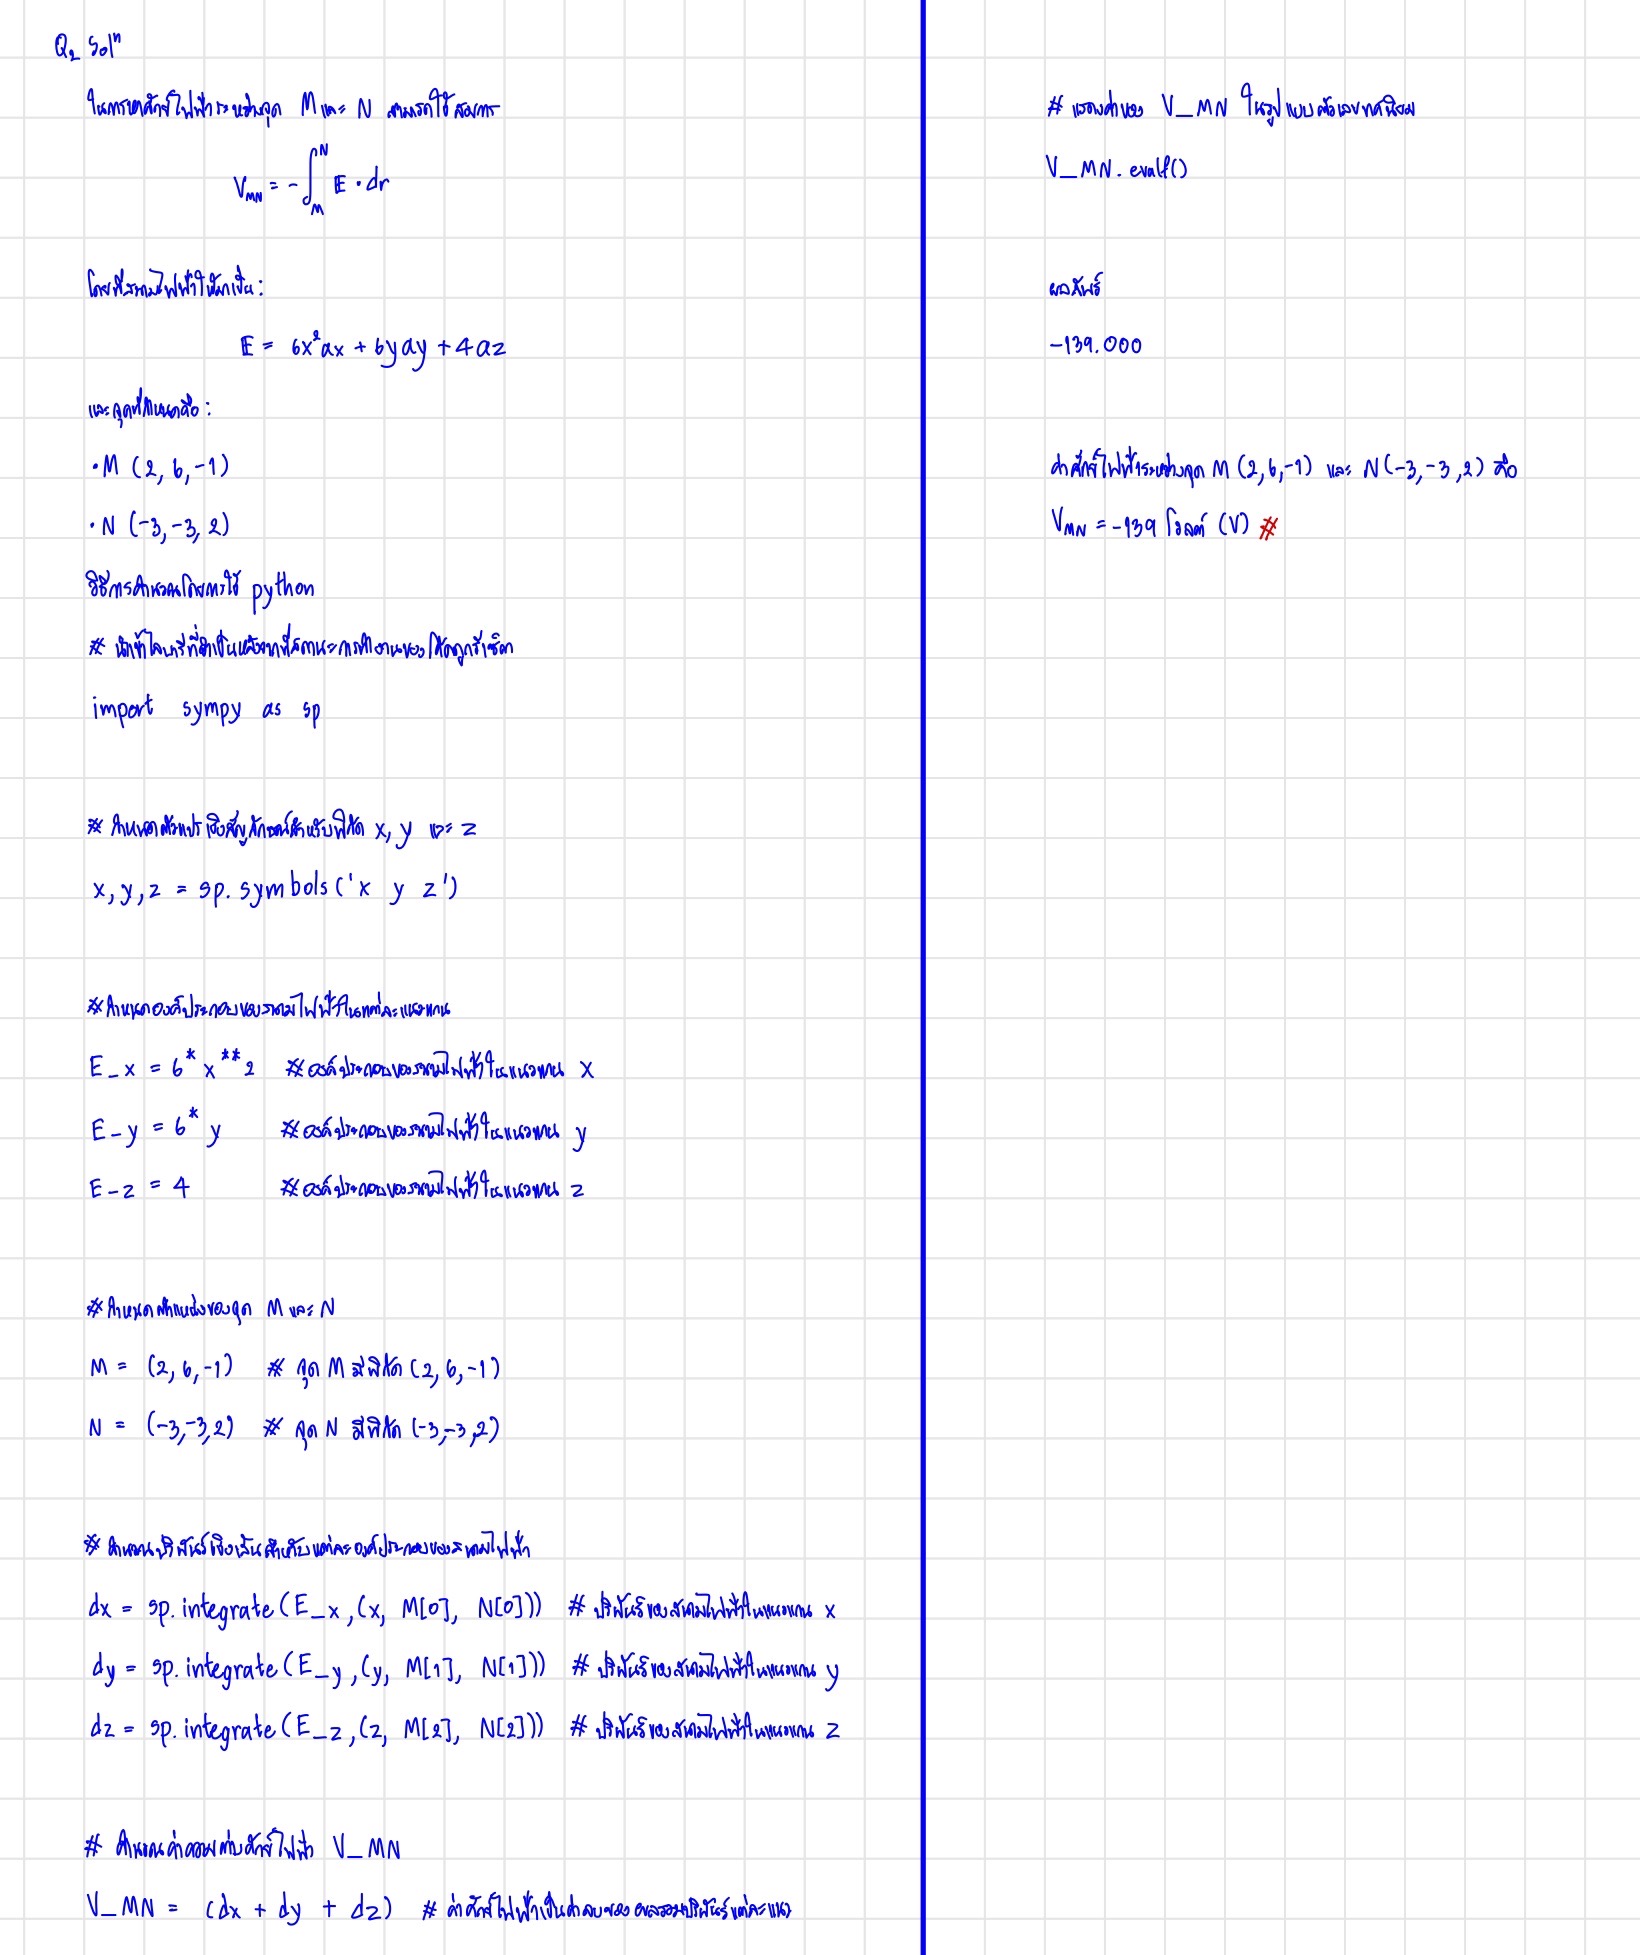 Q₂ Solⁿ
ในการหาศักย์ไฟฟ้าระหว่างจุด M และ N สามารถใช้สมการ
V_MN = -∫_M^N E · dr
โดยที่สนามไฟฟ้าให้มาเป็น:
E = 6x²ax + 6yay + 4az
และจุดที่กำหนดคือ:
• M (2, 6, -1)
• N (-3, -3, 2)
วิธีการคำนวณโดยการใช้ python
# นำเข้าไลบรารีที่จำเป็นหลังจากที่สถานะการทำงานของโค้ดถูกรีเซ็ต
import sympy as sp
# กำหนดตัวแปรเชิงสัญลักษณ์สำหรับพิกัด x, y และ z
x, y, z = sp.symbols('x y z')
# กำหนดองค์ประกอบของสนามไฟฟ้าในแต่ละแนวแกน
E_x = 6*x**2 # องค์ประกอบของสนามไฟฟ้าในแนวแกน x
E_y = 6*y # องค์ประกอบของสนามไฟฟ้าในแนวแกน y
E_z = 4 # องค์ประกอบของสนามไฟฟ้าในแนวแกน z
# กำหนดตำแหน่งของจุด M และ N
M = (2, 6, -1) # จุด M มีพิกัด (2, 6, -1)
N = (-3, -3, 2) # จุด N มีพิกัด (-3, -3, 2)
# คำนวณปริพันธ์เชิงเส้นสำหรับแต่ละองค์ประกอบของสนามไฟฟ้า
dx = sp.integrate(E_x, (x, M[0], N[0])) # ปริพันธ์ของสนามไฟฟ้าในแนวแกน x
dy = sp.integrate(E_y, (y, M[1], N[1])) # ปริพันธ์ของสนามไฟฟ้าในแนวแกน y
dz = sp.integrate(E_z, (z, M[2], N[2])) # ปริพันธ์ของสนามไฟฟ้าในแนวแกน z
# คำนวณค่าความต่างศักย์ไฟฟ้า V_MN
V_MN = (dx + dy + dz) # ค่าศักย์ไฟฟ้าเป็นค่าลบของผลรวมปริพันธ์แต่ละแนว
# แสดงค่าของ V_MN ในรูปแบบตัวเลขทศนิยม
V_MN.evalf()
ผลลัพธ์
-139.000
ค่าศักย์ไฟฟ้าระหว่างจุด M (2, 6, -1) และ N (-3, -3, 2) คือ
V_MN = -139 โวลต์ (V) #